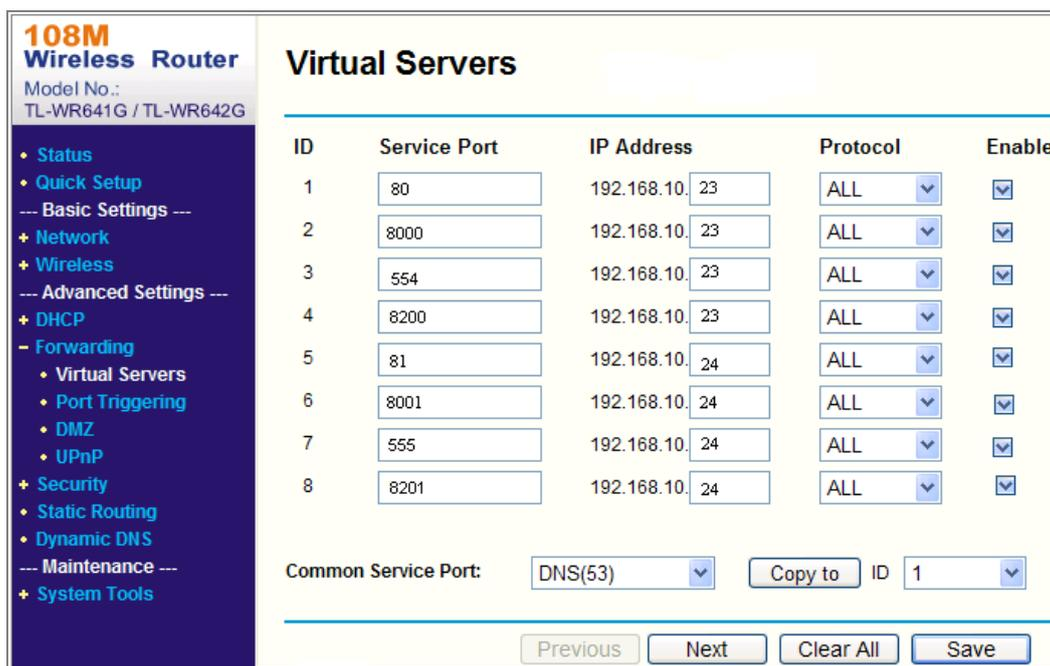 108M
Wireless Router
Model No.:
TL-WR641G / TL-WR642G
Status
Quick Setup
--- Basic Settings ---
Network
Wireless
--- Advanced Settings ---
DHCP
Forwarding
Virtual Servers
Port Triggering
DMZ
UPnP
Security
Static Routing
Dynamic DNS
--- Maintenance ---
System Tools
Virtual Servers
ID Service Port IP Address Protocol Enable
1 80 192.168.10. 23 ALL
2 8000 192.168.10. 23 ALL
3 554 192.168.10. 23 ALL
4 8200 192.168.10. 23 ALL
5 81 192.168.10. 24 ALL
6 8001 192.168.10. 24 ALL
7 555 192.168.10. 24 ALL
8 8201 192.168.10. 24 ALL
Common Service Port: DNS(53) Copy to ID 1
Previous Next Clear All Save